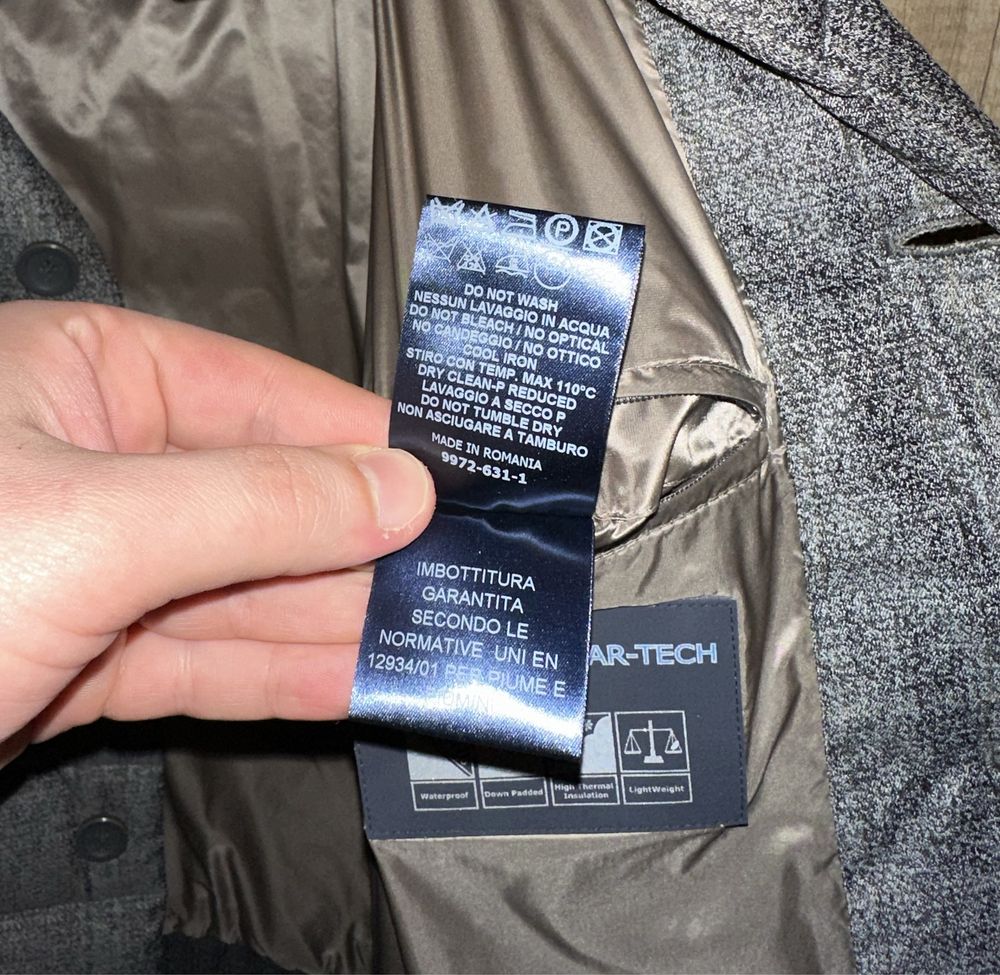 P
DO NOT WASH
NESSUN LAVAGGIO IN ACQUA
DO NOT BLEACH / NO OPTICAL
NO CANDEGGIO / NO OTTICO
COOL IRON
STIRO CON TEMP. MAX 110°C
DRY CLEAN-P REDUCED
LAVAGGIO A SECCO P
DO NOT TUMBLE DRY
NON ASCIUGARE A TAMBURO
MADE IN ROMANIA
9972-631-1
IMBOTTITURA
GARANTITA
SECONDO LE
NORMATIVE UNI EN
12934/01 PER PIUME E
AR-TECH
Waterproof
Down Padded
High Thermal
Insulation
LightWeight